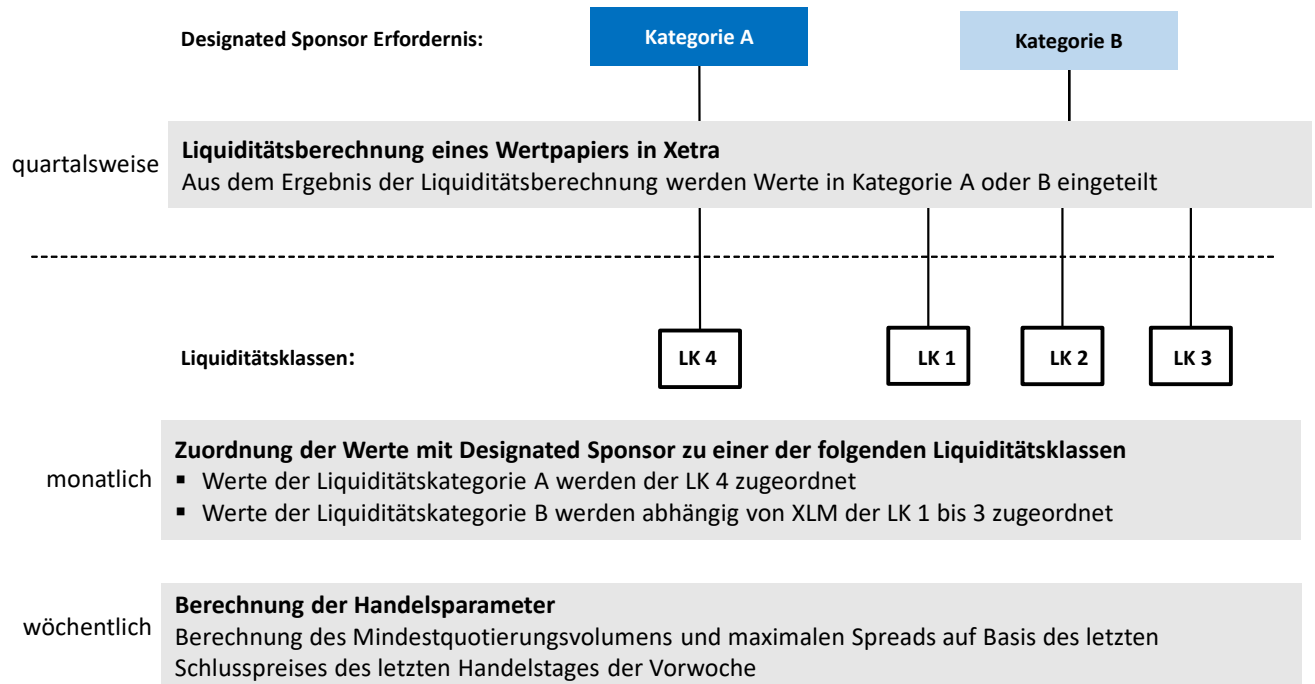 Designated Sponsor Erfordernis:
Kategorie A
Kategorie B
quartalsweise
Liquiditätsberechnung eines Wertpapiers in Xetra
Aus dem Ergebnis der Liquiditätsberechnung werden Werte in Kategorie A oder B eingeteilt
Liquiditätsklassen:
LK 4
LK 1
LK 2
LK 3
monatlich
Zuordnung der Werte mit Designated Sponsor zu einer der folgenden Liquiditätsklassen
▪ Werte der Liquiditätskategorie A werden der LK 4 zugeordnet
▪ Werte der Liquiditätskategorie B werden abhängig von XLM der LK 1 bis 3 zugeordnet
wöchentlich
Berechnung der Handelsparameter
Berechnung des Mindestquotierungsvolumens und maximalen Spreads auf Basis des letzten
Schlusspreises des letzten Handelstages der Vorwoche